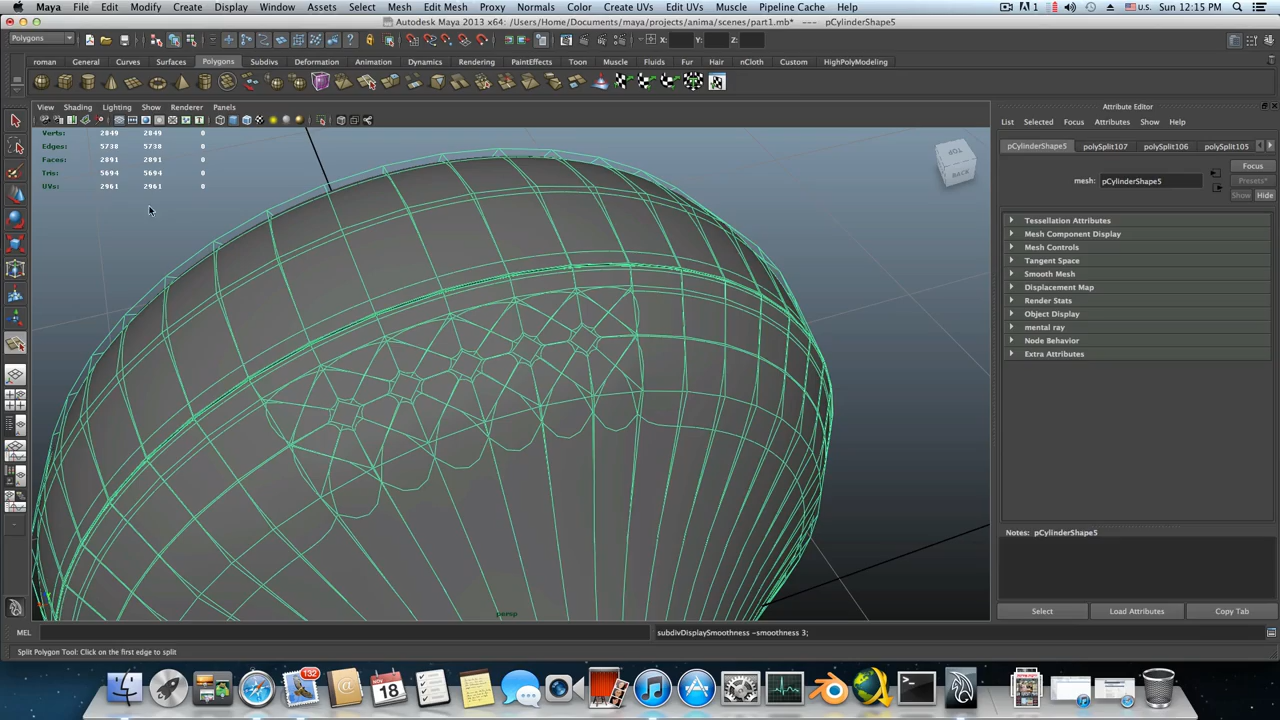 Maya File Edit Modify Create Display Window Assets Select Mesh Edit Mesh Proxy Normals Color Create UVs Edit UVs Muscle Pipeline Cache Help 1 U.S. Sun 12:15 PM
Autodesk Maya 2013 x64: /Users/Home/Documents/maya/projects/anima/scenes/part1.mb* --- pCylinderShape5
Polygons X: Y: Z:
roman General Curves Surfaces Polygons Subdivs Deformation Animation Dynamics Rendering PaintEffects Toon Muscle Fluids Fur Hair nCloth Custom HighPolyModeling
View Shading Lighting Show Renderer Panels
Attribute Editor
List Selected Focus Attributes Show Help
Verts: 2849 2849 0
Edges: 5738 5738 0
Faces: 2891 2891 0
Tris: 5694 5694 0
UVs: 2961 2961 0
TOP
BACK
pCylinderShape5 polySplit107 polySplit106 polySplit105
Focus
mesh: pCylinderShape5
Presets*
Show Hide
Tessellation Attributes
Mesh Component Display
Mesh Controls
Tangent Space
Smooth Mesh
Displacement Map
Render Stats
Object Display
mental ray
Node Behavior
Extra Attributes
Notes: pCylinderShape5
persp
Select Load Attributes Copy Tab
MEL subdivDisplaySmoothness -smoothness 3;
Split Polygon Tool: Click on the first edge to split
132
NOV
18